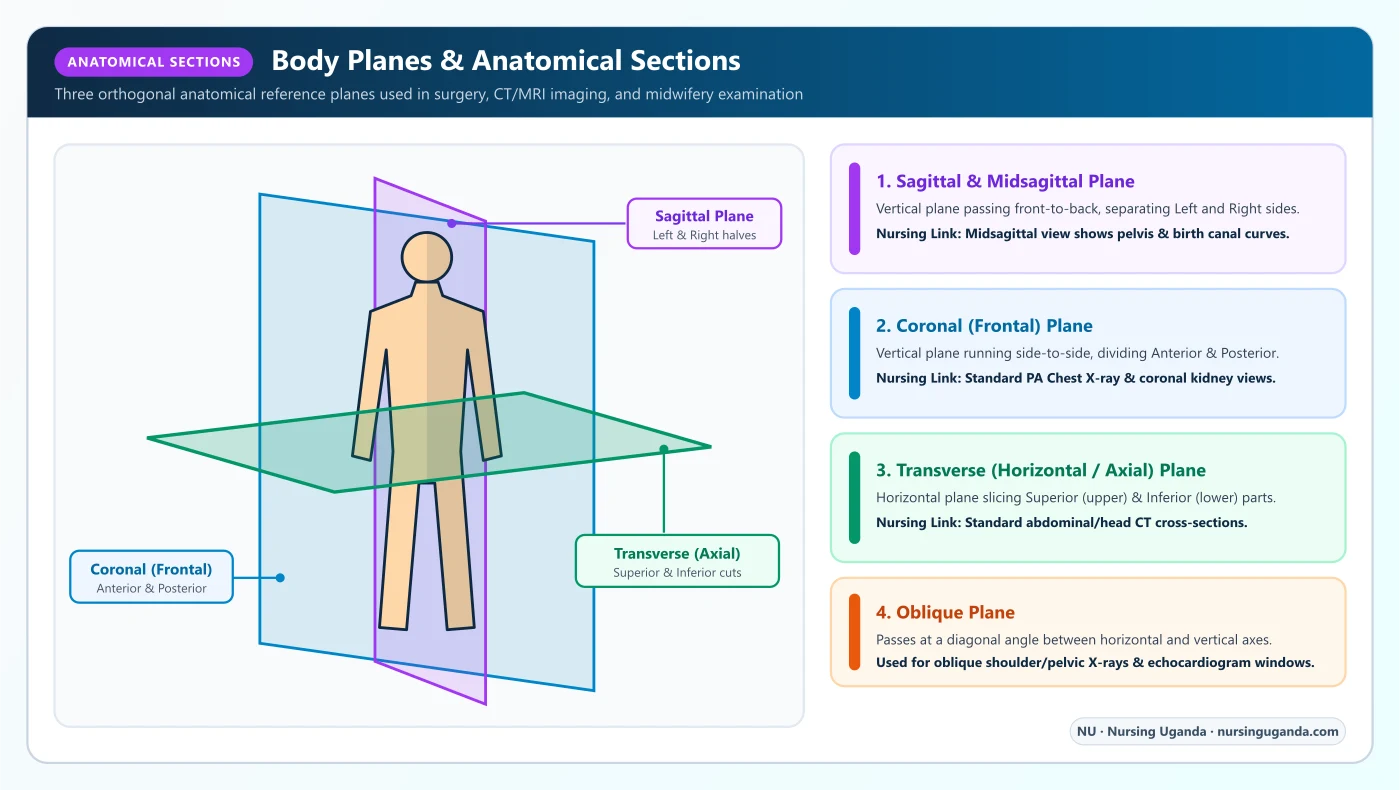 ANATOMICAL SECTIONS
Body Planes & Anatomical Sections
Three orthogonal anatomical reference planes used in surgery, CT/MRI imaging, and midwifery examination
Sagittal Plane
Left & Right halves
Coronal (Frontal)
Anterior & Posterior
Transverse (Axial)
Superior & Inferior cuts
1. Sagittal & Midsagittal Plane
Vertical plane passing front-to-back, separating Left and Right sides.
Nursing Link: Midsagittal view shows pelvis & birth canal curves.
2. Coronal (Frontal) Plane
Vertical plane running side-to-side, dividing Anterior & Posterior.
Nursing Link: Standard PA Chest X-ray & coronal kidney views.
3. Transverse (Horizontal / Axial) Plane
Horizontal plane slicing Superior (upper) & Inferior (lower) parts.
Nursing Link: Standard abdominal/head CT cross-sections.
4. Oblique Plane
Passes at a diagonal angle between horizontal and vertical axes.
Used for oblique shoulder/pelvic X-rays & echocardiogram windows.
NU · Nursing Uganda · nursinguganda.com